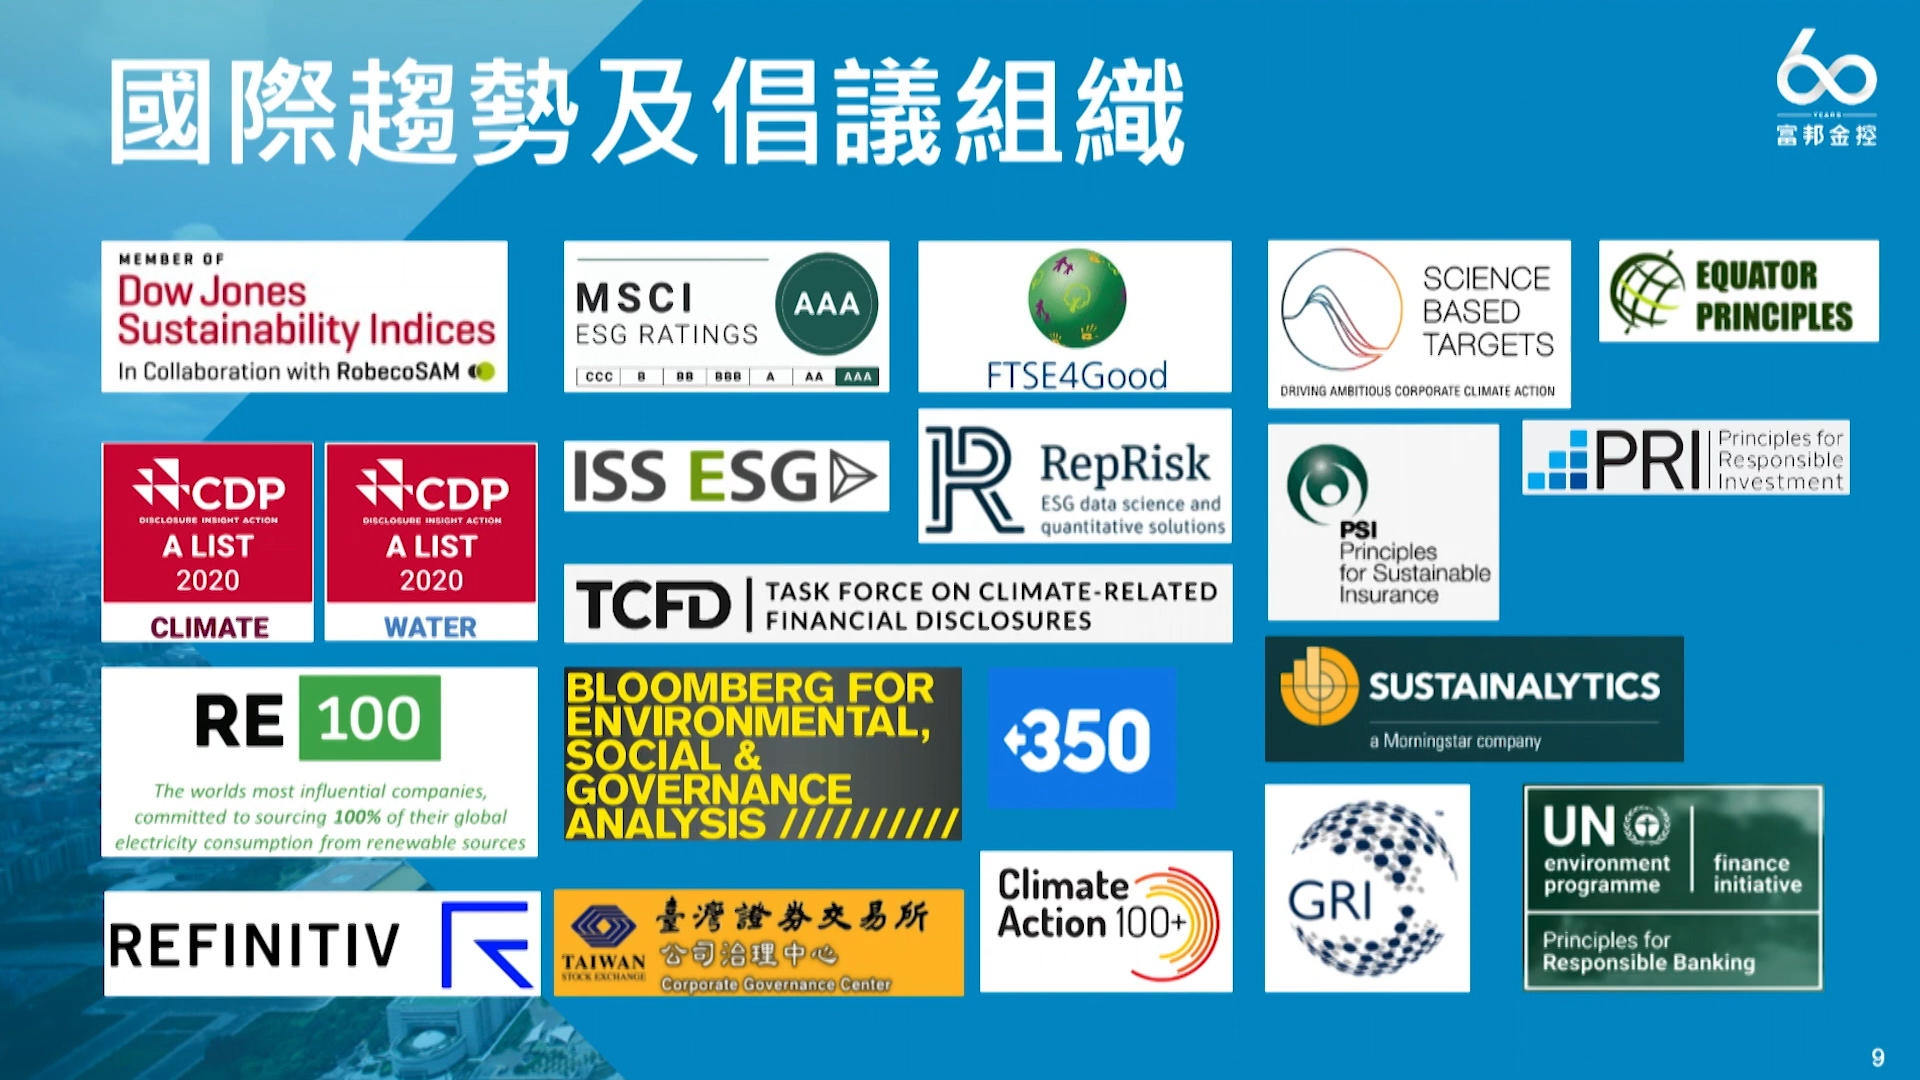 國際趨勢及倡議組織
60
YEARS
富邦金控
MEMBER OF
Dow Jones
Sustainability Indices
In Collaboration with RobecoSAM
MSCI
ESG RATINGS
AAA
CCC B BB BBB A AA AAA
FTSE4Good
SCIENCE
BASED
TARGETS
DRIVING AMBITIOUS CORPORATE CLIMATE ACTION
EQUATOR
PRINCIPLES
CDP
DISCLOSURE INSIGHT ACTION
A LIST
2020
CLIMATE
CDP
DISCLOSURE INSIGHT ACTION
A LIST
2020
WATER
ISS ESG
RepRisk
ESG data science and
quantitative solutions
PSI
Principles
for Sustainable
Insurance
PRI
Principles for
Responsible
Investment
TCFD
TASK FORCE ON CLIMATE-RELATED
FINANCIAL DISCLOSURES
RE 100
The worlds most influential companies,
committed to sourcing 100% of their global
electricity consumption from renewable sources
BLOOMBERG FOR
ENVIRONMENTAL,
SOCIAL &
GOVERNANCE
ANALYSIS //////////
350
SUSTAINALYTICS
a Morningstar company
REFINITIV
TAIWAN
STOCK EXCHANGE
臺灣證券交易所
公司治理中心
Corporate Governance Center
Climate
Action 100+
GRI
UN
environment
programme
finance
initiative
Principles for
Responsible Banking
9